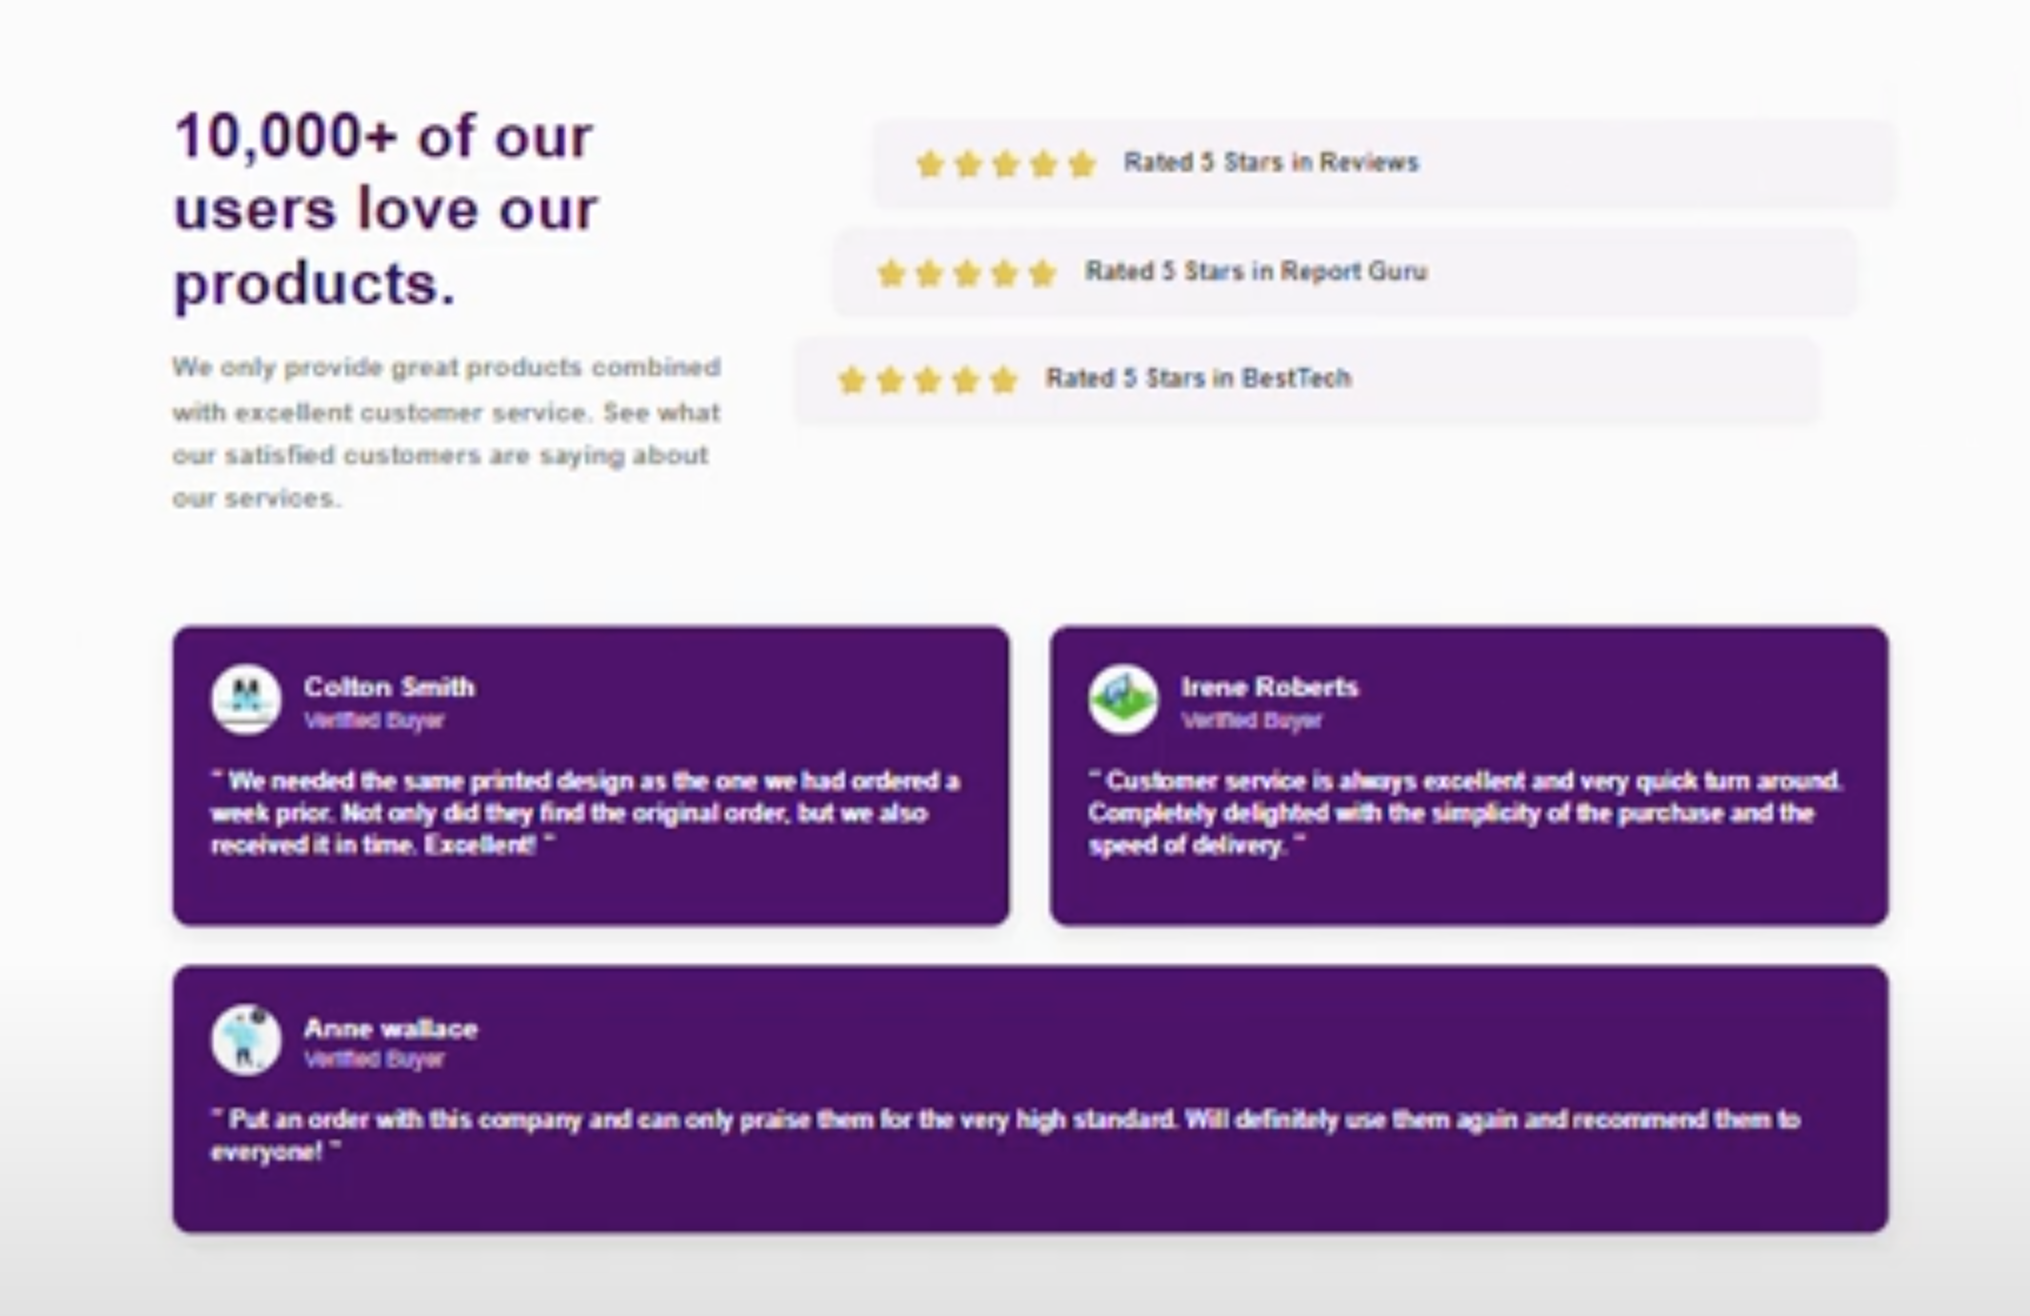 10,000+ of our
users love our
products.
We only provide great products combined
with excellent customer service. See what
our satisfied customers are saying about
our services.
Rated 5 Stars in Reviews
Rated 5 Stars in Report Guru
Rated 5 Stars in BestTech
Colton Smith
Verified Buyer
" We needed the same printed design as the one we had ordered a
week prior. Not only did they find the original order, but we also
received it in time. Excellent! "
Irene Roberts
Verified Buyer
" Customer service is always excellent and very quick turn around.
Completely delighted with the simplicity of the purchase and the
speed of delivery. "
Anne wallace
Verified Buyer
" Put an order with this company and can only praise them for the very high standard. Will definitely use them again and recommend them to
everyone! "